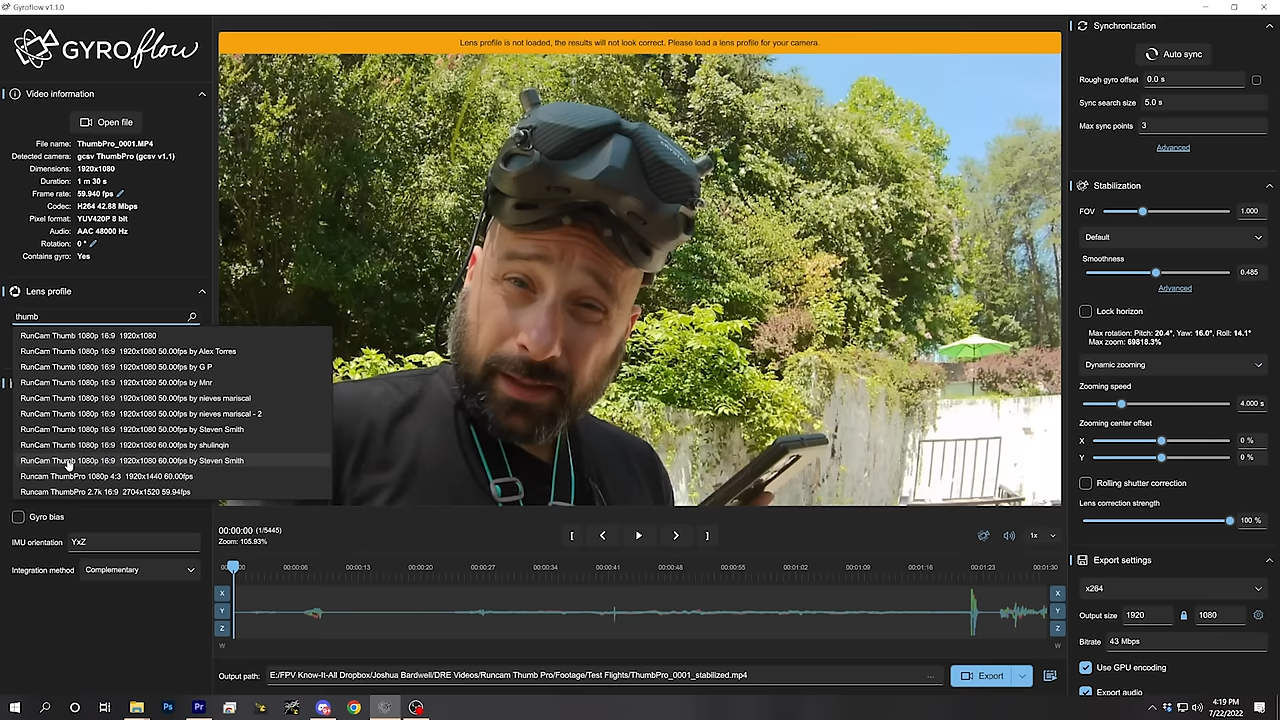 Gyroflow v1.1.0
GYROflow
Video information
Open file
File name: ThumbPro_0001.MP4
Detected camera: gcsv ThumbPro (gcsv v1.1)
Dimensions: 1920x1080
Duration: 1 m 30 s
Frame rate: 59.940 fps
Codec: H264 42.88 Mbps
Pixel format: YUV420P 8 bit
Audio: AAC 48000 Hz
Rotation: 0 °
Contains gyro: Yes
Lens profile
thumb
RunCam Thumb 1080p 16:9 1920x1080
RunCam Thumb 1080p 16:9 1920x1080 50.00fps by Alex Torres
RunCam Thumb 1080p 16:9 1920x1080 50.00fps by G P
RunCam Thumb 1080p 16:9 1920x1080 50.00fps by Mnr
RunCam Thumb 1080p 16:9 1920x1080 50.00fps by nieves mariscal
RunCam Thumb 1080p 16:9 1920x1080 50.00fps by nieves mariscal - 2
RunCam Thumb 1080p 16:9 1920x1080 50.00fps by Steven Smith
RunCam Thumb 1080p 16:9 1920x1080 60.00fps by shulinqin
RunCam Thumb 1080p 16:9 1920x1080 60.00fps by Steven Smith
Runcam ThumbPro 1080p 4:3 1920x1440 60.00fps
Runcam ThumbPro 2.7k 16:9 2704x1520 59.94fps
Gyro bias
IMU orientation YxZ
Integration method Complementary
Lens profile is not loaded, the results will not look correct. Please load a lens profile for your camera.
00:00:00 (1/5445)
Zoom: 105.93%
[ ]
1x
00:00:06 00:00:13 00:00:20 00:00:27 00:00:34 00:00:41 00:00:48 00:00:55 00:01:02 00:01:09 00:01:16 00:01:23 00:01:30
X X
Y Y
Z Z
W W
Output path: E:/FPV Know-It-All Dropbox/Joshua Bardwell/DRE Videos/Runcam Thumb Pro/Footage/Test Flights/ThumbPro_0001_stabilized.mp4 ...
Export
Synchronization
Auto sync
Rough gyro offset 0.0 s
Sync search size 5.0 s
Max sync points 3
Advanced
Stabilization
FOV 1.000
Default
Smoothness
0.485
Advanced
Lock horizon
Max rotation: Pitch: 20.4°, Yaw: 16.0°, Roll: 14.1°
Max zoom: 69818.3%
Dynamic zooming
Zooming speed
4.000 s
Zooming center offset
X 0 %
Y 0 %
Rolling shutter correction
Lens correction strength
100 %
Export settings
x264
Output size 1920 1080
Bitrate 43 Mbps
Use GPU encoding
Export audio
Ps
Pr
4:19 PM
7/22/2022